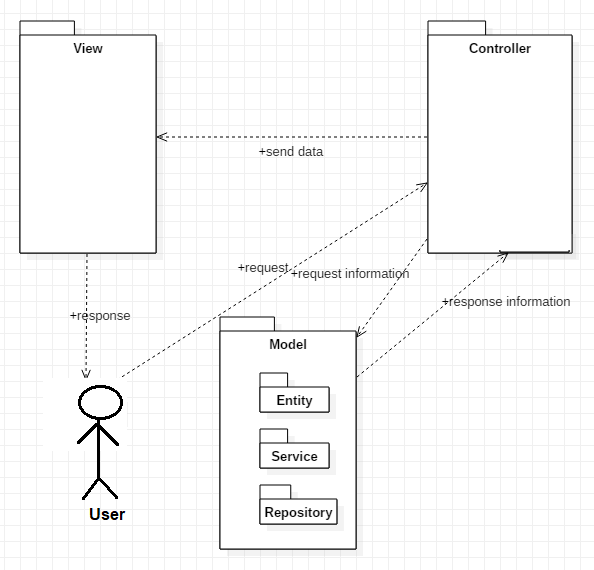 View
Controller
+send data
+request
+request information
+response information
+response
Model
Entity
Service
Repository
User